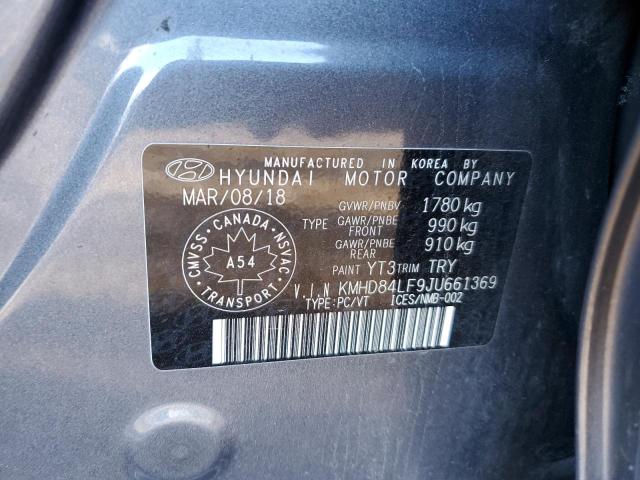 MANUFACTURED IN KOREA BY
HYUNDAI MOTOR COMPANY
MAR/08/18
GVWR/PNBV 1780 kg
TYPE GAWR/PNBE FRONT 990 kg
GAWR/PNBE REAR 910 kg
PAINT YT3 TRIM TRY
V.I.N KMHD84LF9JU661369
TYPE:PC/VT ICES/NMB-002
CMVSS • CANADA • NSVAC
A54
TRANSPORT